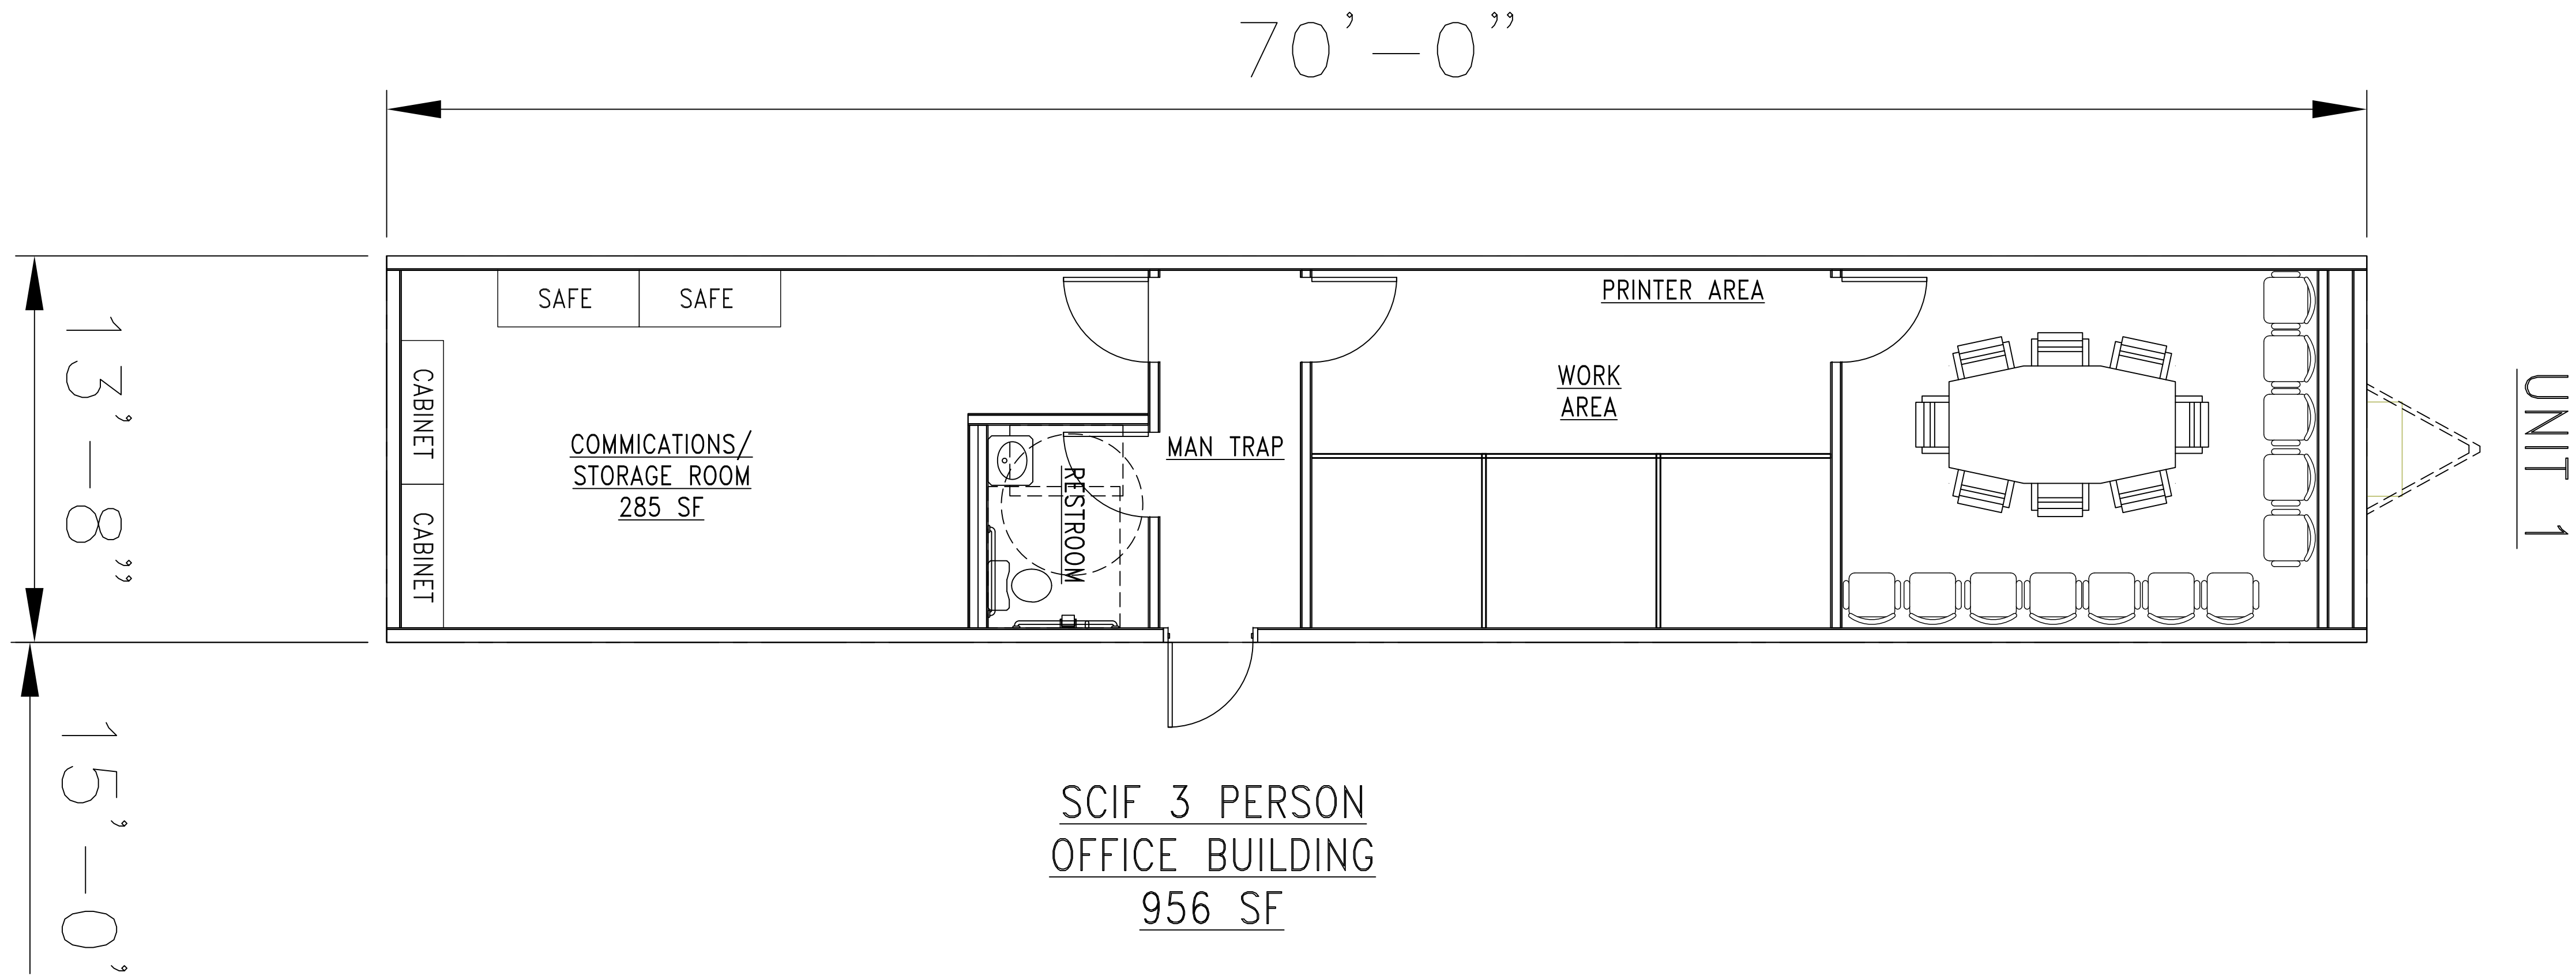 70'-0"
SAFE
SAFE
PRINTER AREA
WORK
AREA
CABINET
CABINET
COMMICATIONS/
STORAGE ROOM
285 SF
RESTROOM
MAN TRAP
13'-8"
UNIT 1
15'-0'
SCIF 3 PERSON
OFFICE BUILDING
956 SF